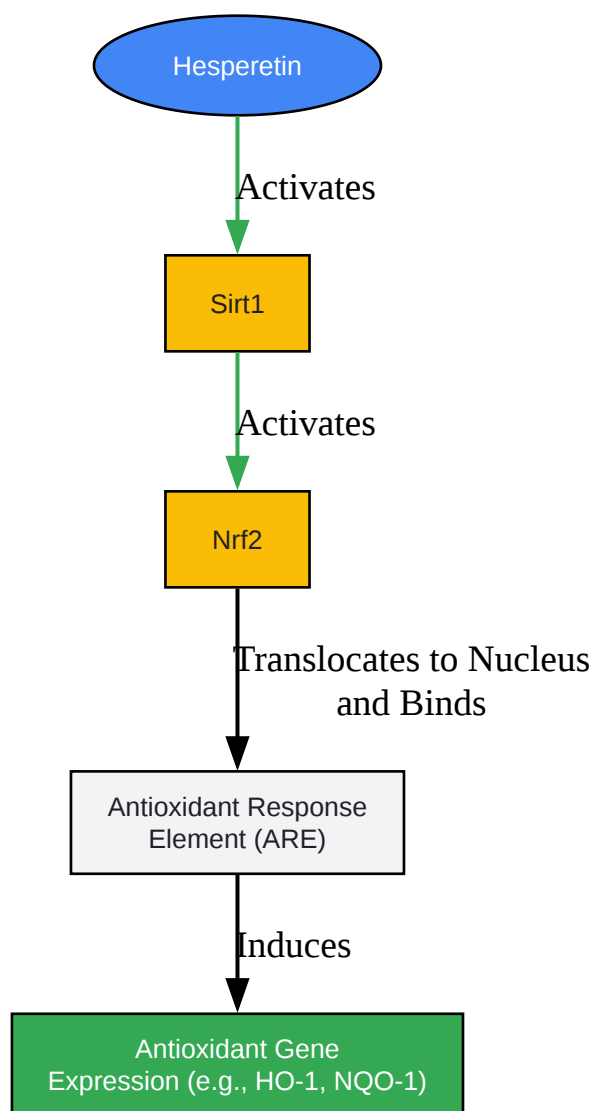 Hesperetin
Activates
Sirt1
Activates
Nrf2
Translocates to Nucleus
and Binds
Antioxidant Response
Element (ARE)
Induces
Antioxidant Gene
Expression (e.g., HO-1, NQO-1)